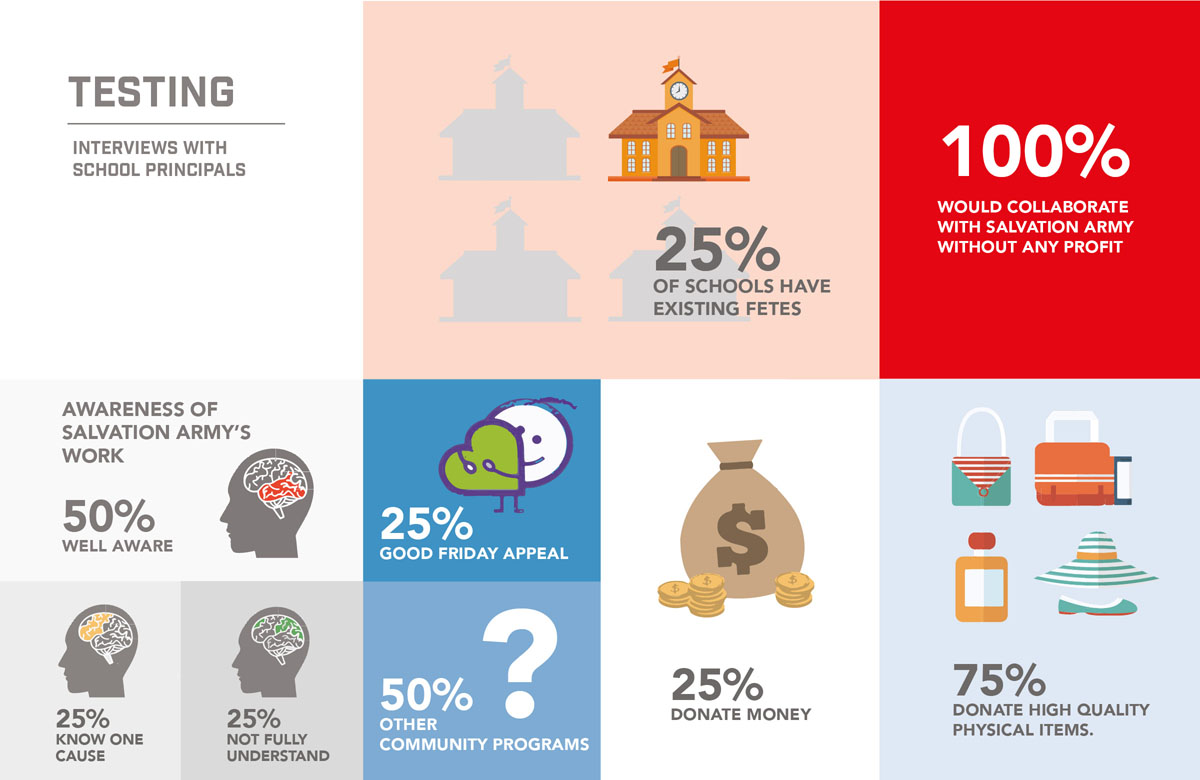 TESTING
INTERVIEWS WITH
SCHOOL PRINCIPALS
25%
OF SCHOOLS HAVE
EXISTING FETES
100%
WOULD COLLABORATE
WITH SALVATION ARMY
WITHOUT ANY PROFIT
AWARENESS OF
SALVATION ARMY'S
WORK
50%
WELL AWARE
25%
KNOW ONE
CAUSE
25%
NOT FULLY
UNDERSTAND
25%
GOOD FRIDAY APPEAL
?
50%
OTHER
COMMUNITY PROGRAMS
$
$
$
$
25%
DONATE MONEY
75%
DONATE HIGH QUALITY
PHYSICAL ITEMS.